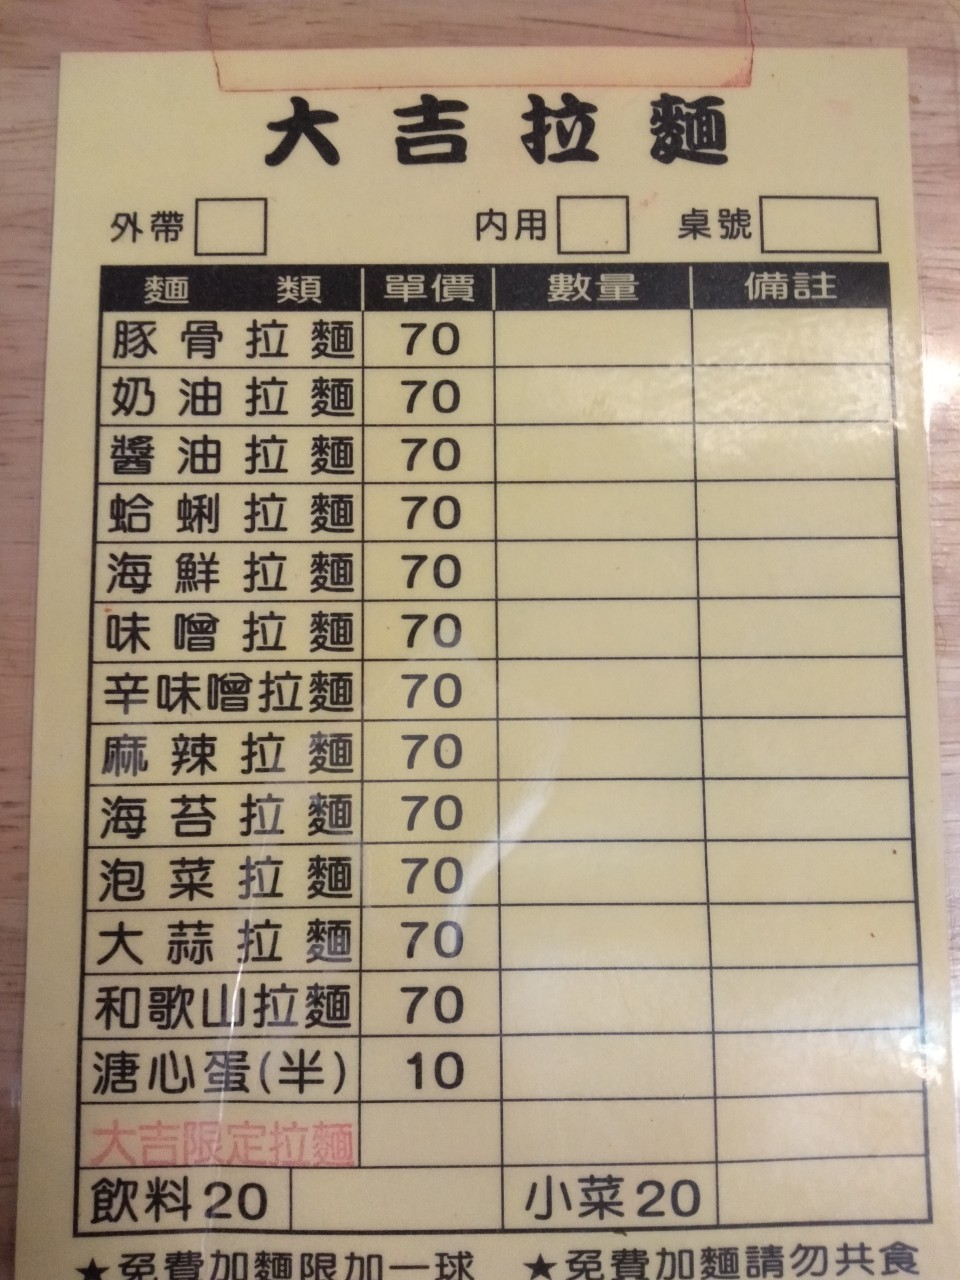 大吉拉麵
外帶 內用 桌號
麵類 單價 數量 備註
豚骨拉麵 70
奶油拉麵 70
醬油拉麵 70
蛤蜊拉麵 70
海鮮拉麵 70
味噌拉麵 70
辛味噌拉麵 70
麻辣拉麵 70
海苔拉麵 70
泡菜拉麵 70
大蒜拉麵 70
和歌山拉麵 70
溏心蛋(半) 10
大吉限定拉麵
飲料20 小菜20
★免費加麵限加一球 ★免費加麵請勿共食